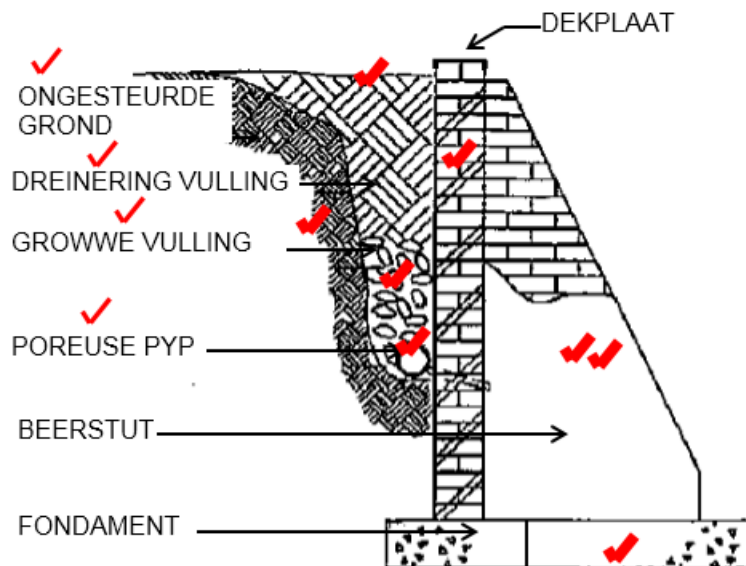 DEKPLAAT
ONGESTEURDE
GROND
DREINERING VULLING
GROWWE VULLING
POREUSE PYP
BEERSTUT
FONDAMENT